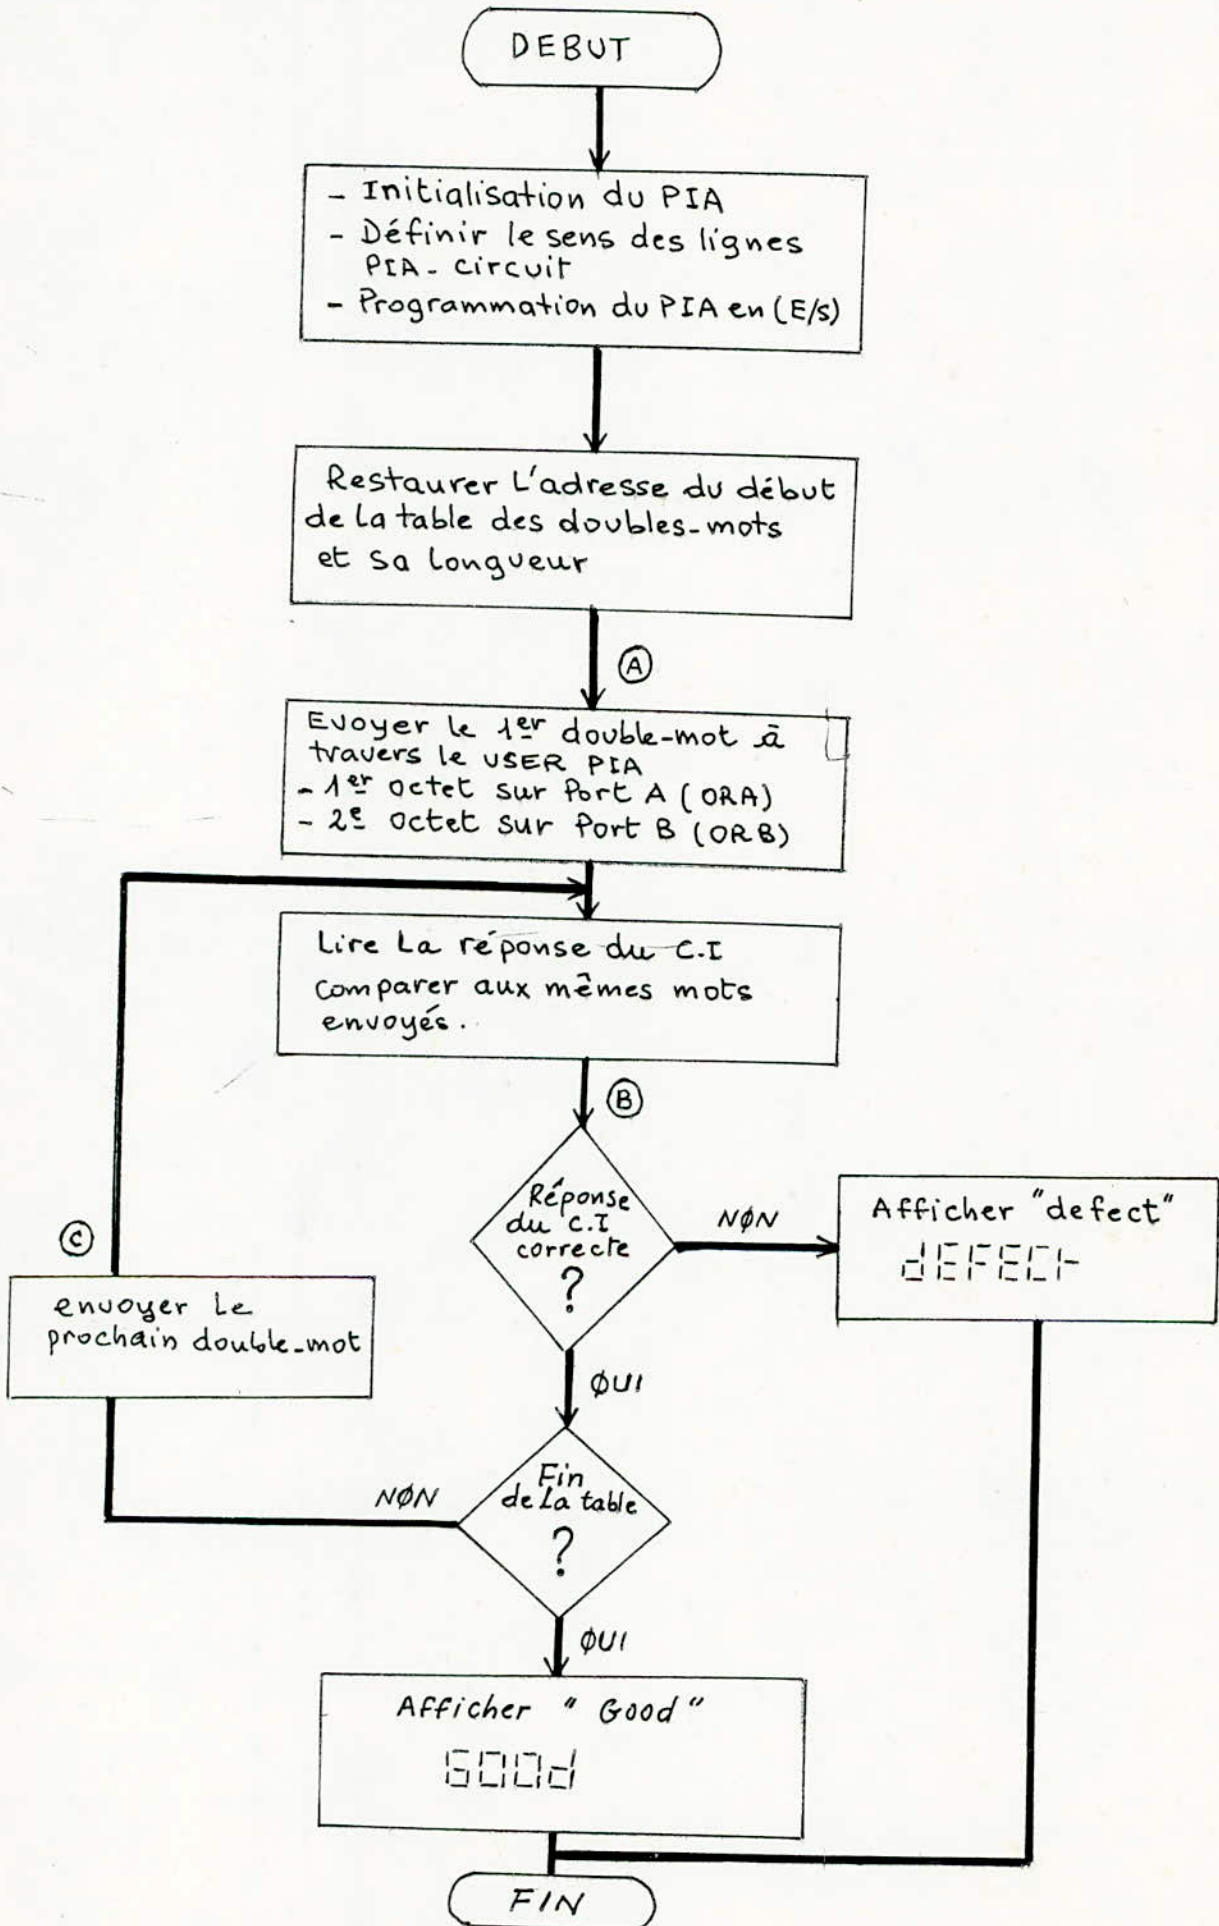 DEBUT
- Initialisation du PIA
- Définir le sens des lignes
PIA - circuit
- Programmation du PIA en (E/S)
Restaurer L'adresse du début
de la table des doubles-mots
et sa longueur
A
Evoyer le 1er double-mot à
travers le USER PIA
- 1er octet sur Port A (ORA)
- 2e octet sur Port B (ORB)
Lire La réponse du C.I
comparer aux mêmes mots
envoyés.
B
Réponse
du C.I
correcte
?
NØN
Afficher "defect"
dEFECt
C
envoyer Le
prochain double-mot
ØUI
Fin
de La table
?
NØN
ØUI
Afficher " Good "
GOOd
FIN